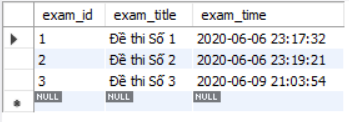 exam_id exam_title exam_time
1 Đề thi Số 1 2020-06-06 23:17:32
2 Đề thi Số 2 2020-06-06 23:19:21
3 Đề thi Số 3 2020-06-09 21:03:54
NULL NULL NULL